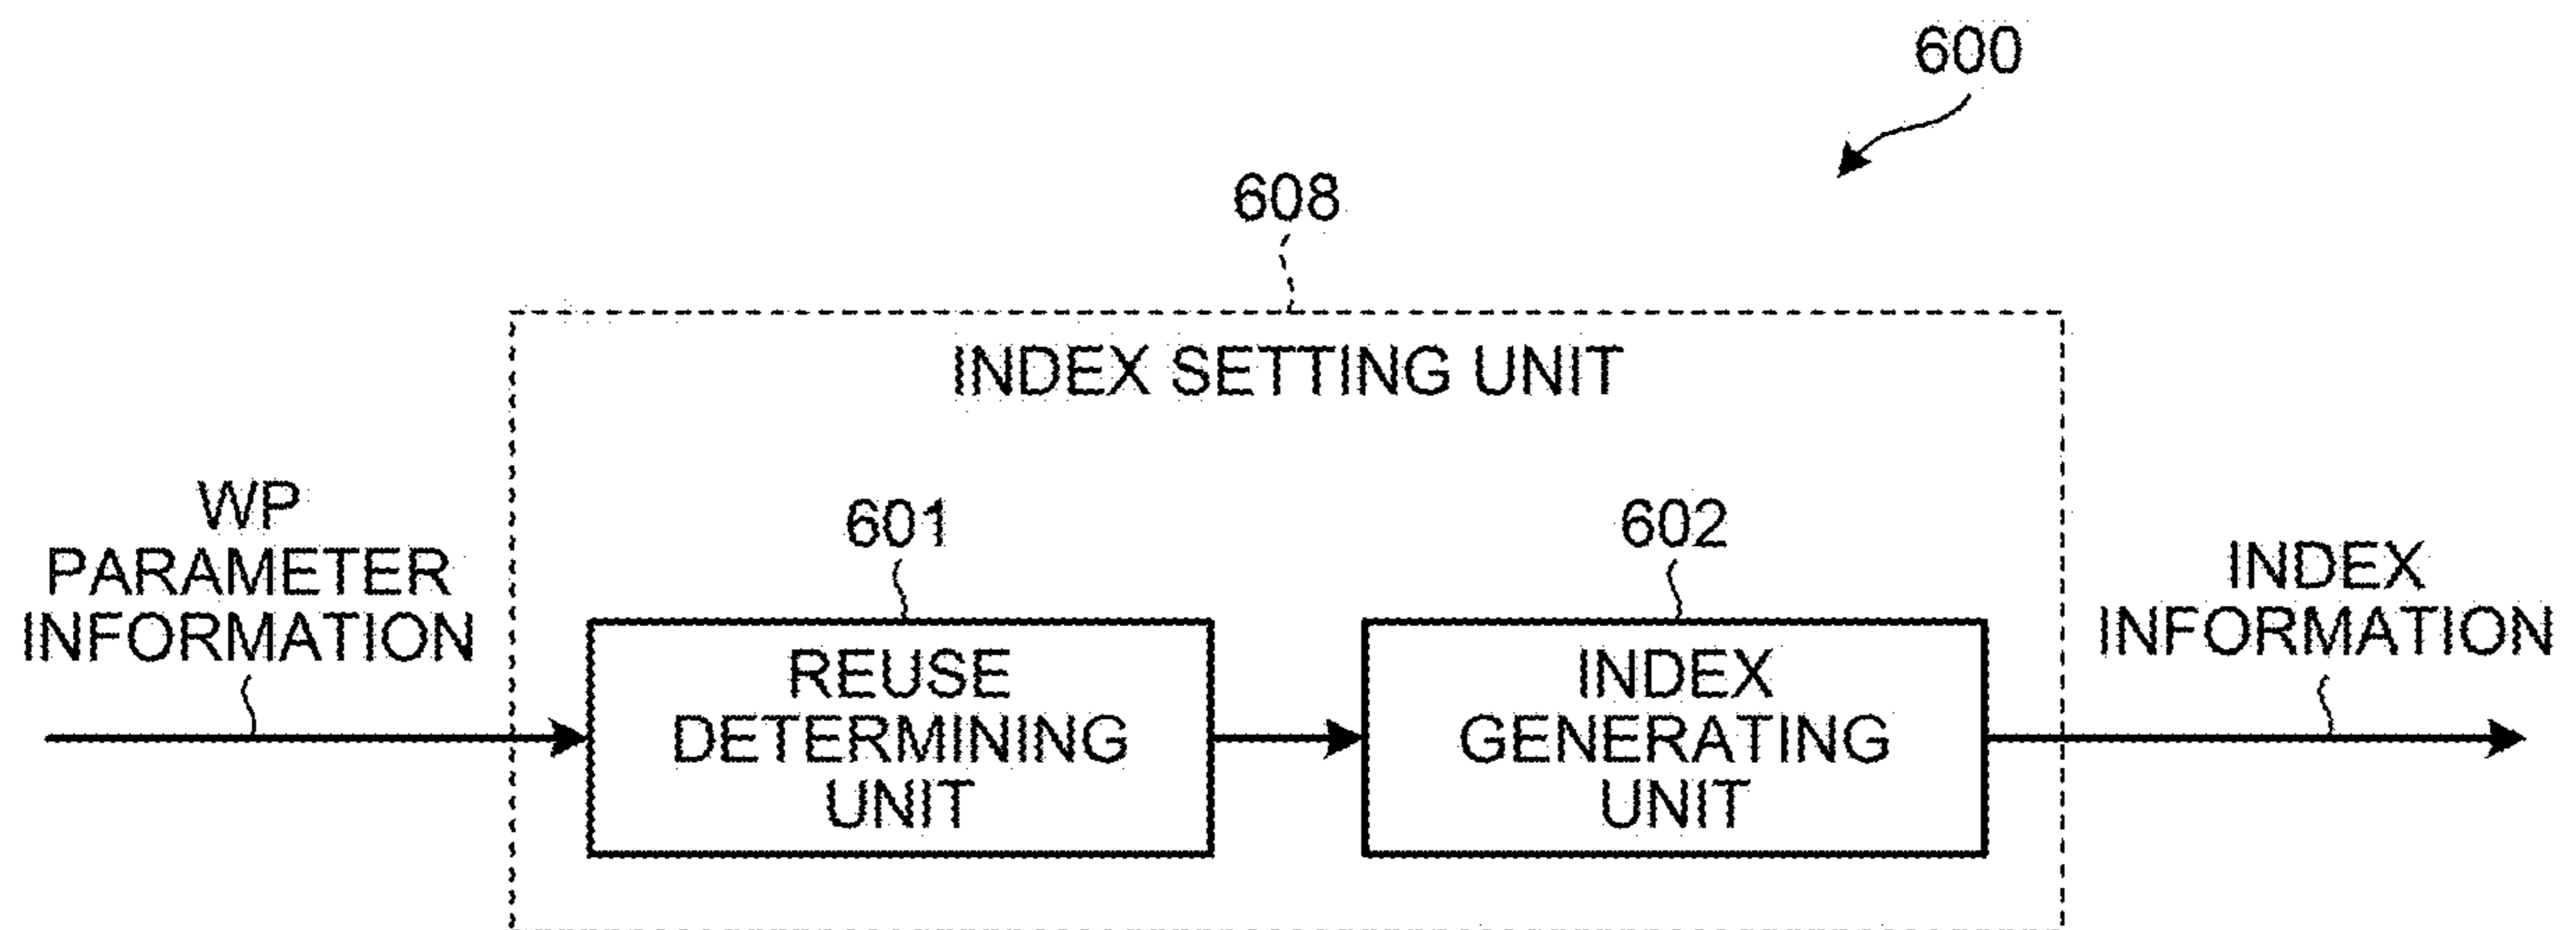 600
608
INDEX SETTING UNIT
WP
PARAMETER
INFORMATION
601
REUSE
DETERMINING
UNIT
602
INDEX
GENERATING
UNIT
INDEX
INFORMATION